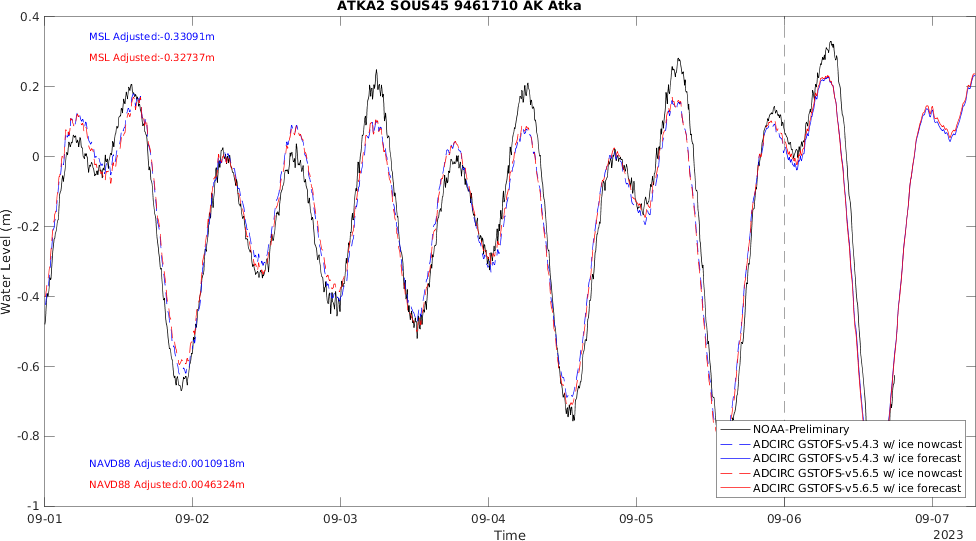 ATKA2 SOUS45 9461710 AK Atka
MSL Adjusted:-0.33091m
MSL Adjusted:-0.32737m
Water Level (m)
0.4
0.2
0
-0.2
-0.4
-0.6
-0.8
-1
NAVD88 Adjusted:0.0010918m
NAVD88 Adjusted:0.0046324m
NOAA-Preliminary
ADCIRC GSTOFS-v5.4.3 w/ ice nowcast
ADCIRC GSTOFS-v5.4.3 w/ ice forecast
ADCIRC GSTOFS-v5.6.5 w/ ice nowcast
ADCIRC GSTOFS-v5.6.5 w/ ice forecast
09-01 09-02 09-03 09-04 09-05 09-06 09-07
Time
2023